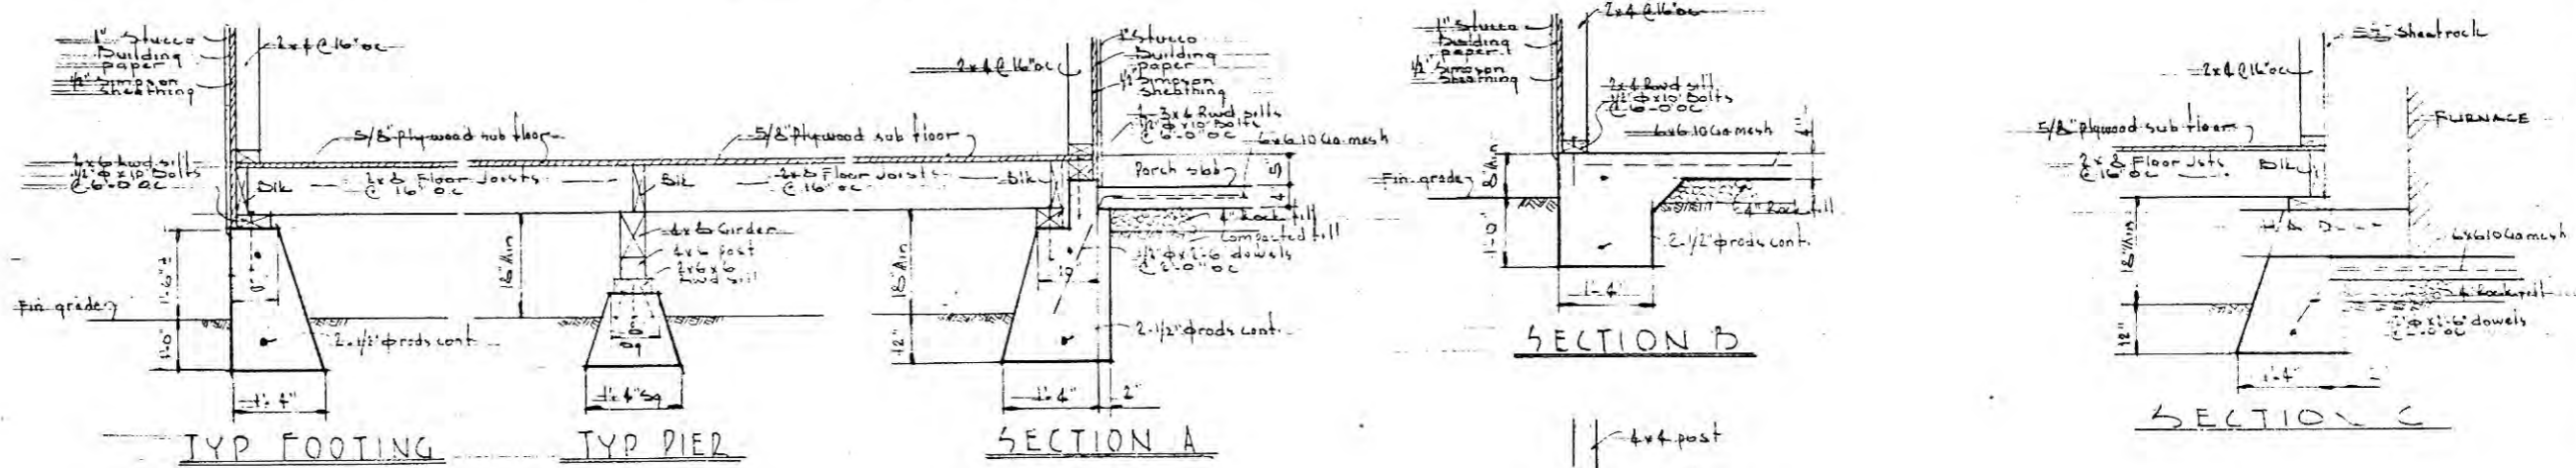 1" Stucco
Building
paper
1/2" Simpson
Sheathing
2x4 @ 16" oc
5/8" Plywood sub floor
2x6 Rwd sill
1/2" φ x 10" Bolts
@ 6'-0" O.C.
Blk
2x8 Floor Joists
@ 16" O.C.
1'-6" ±
Fin. grade
1'-0"
8"
2-1/2" φ rods cont.
1'-4"
TYP FOOTING
Blk
18" Min
4x6 Girder
4x6 post
2x6x6
Rwd sill
8"
Sq
1'-4" Sq
TYP PIER
2x4 @ 16" oc
1" Stucco
Building
paper
1/2" Simpson
Sheathing
5/8" Plywood sub floor
3x6 Rwd sills
1/2" φ x 10" Bolts
@ 6'-0" OC
6x6-10 Ga. mesh
2x8 Floor Joists
@ 16" oc
Blk
Porch slab
4" Rock fill
Compacted fill
18" Min
1/2" φ x 2'-6" dowels
@ 2'-0" OC
12"
2-1/2" φ rods cont.
1'-4"
2"
SECTION A
1" Stucco
Building
paper
1/2" Simpson
Sheathing
2x4 @ 16" oc
2x4 Rwd sill
1/2" φ x 10" Bolts
@ 6'-0" OC
6x6-10 Ga. mesh
Fin. grade
8" Min
1'-0"
4" Rock fill
2-1/2" φ rods cont.
1'-4"
SECTION B
4x4 post
Sheetrock
2x4 @ 16" oc
FURNACE
5/8" Plywood sub floor
2x8 Floor Jsts
@ 16" OC
Blk
18" Min
6x6-10 Ga mesh
4" Rock fill
φ x 2'-6" dowels
12"
1'-4"
SECTION C